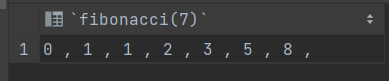 `fibonacci(7)`
1 0 , 1 , 1 , 2 , 3 , 5 , 8 ,